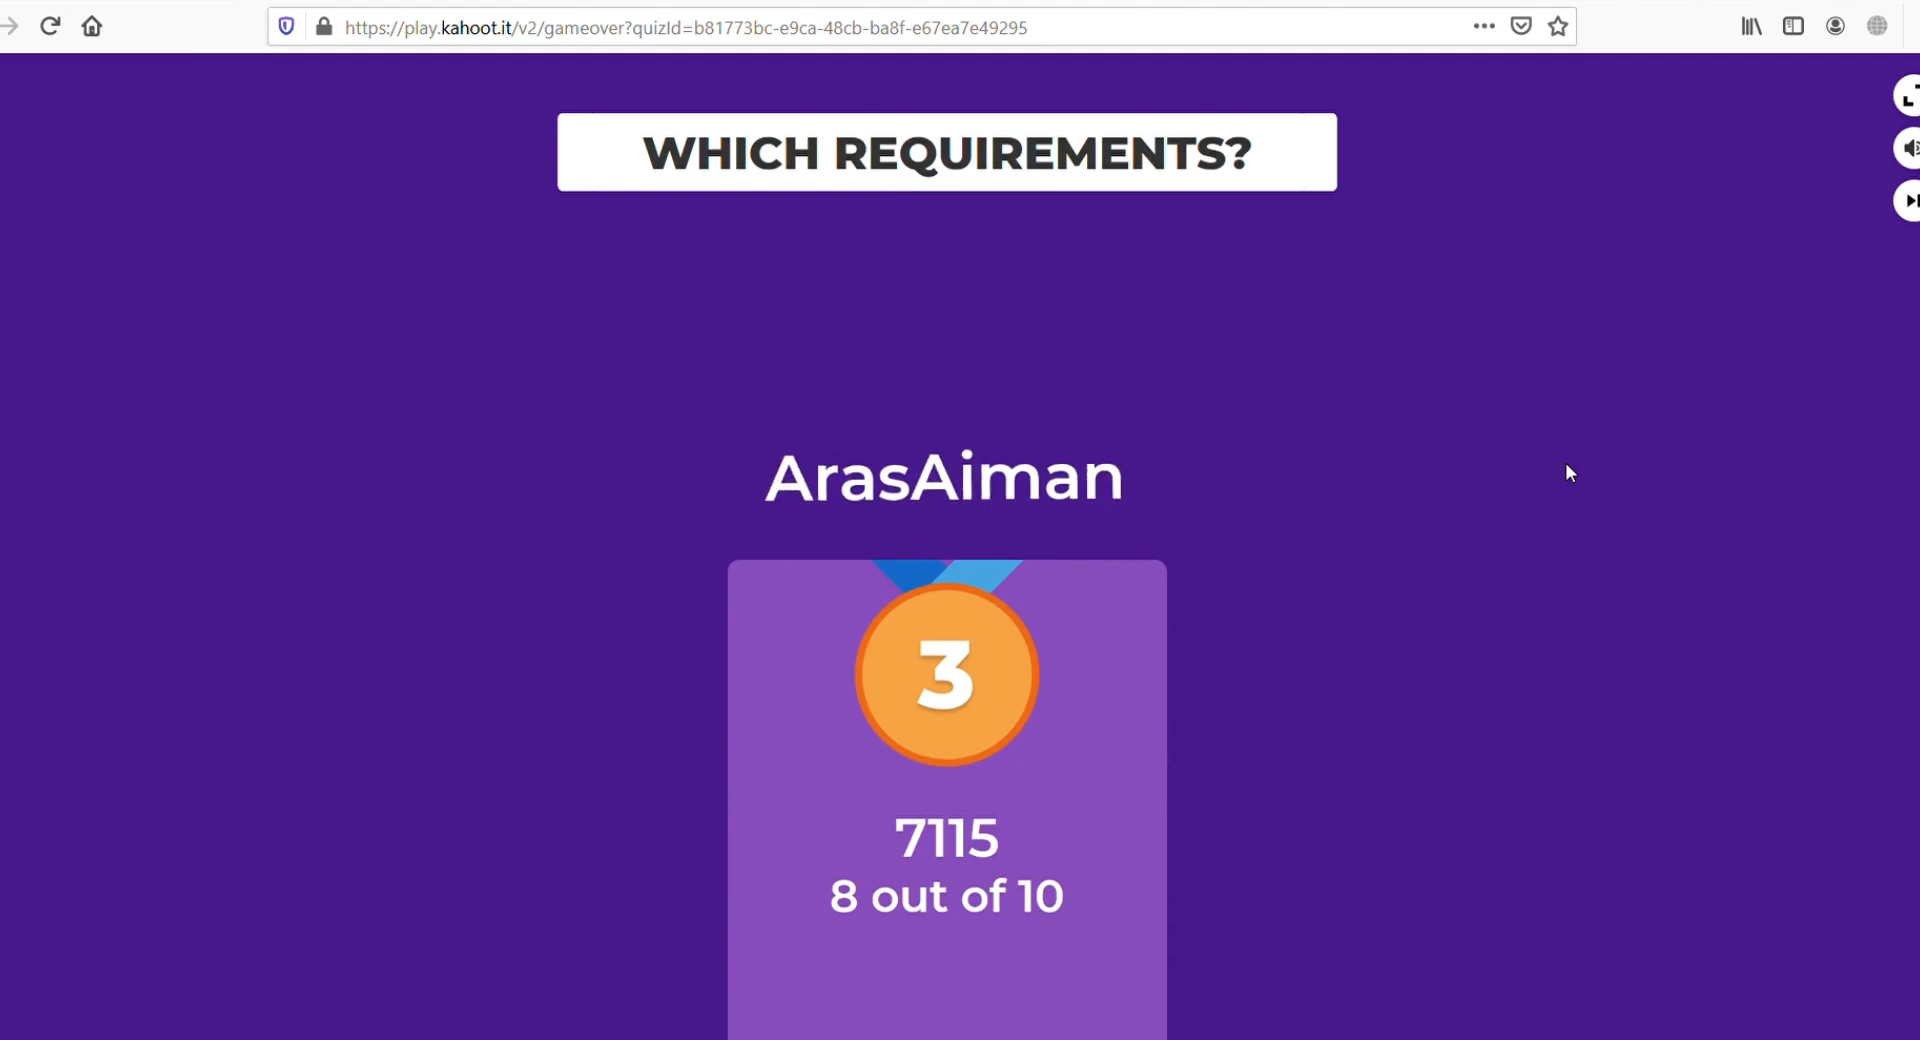 https://play.kahoot.it/v2/gameover?quizId=b81773bc-e9ca-48cb-ba8f-e67ea7e49295
WHICH REQUIREMENTS?
ArasAiman
3
7115
8 out of 10